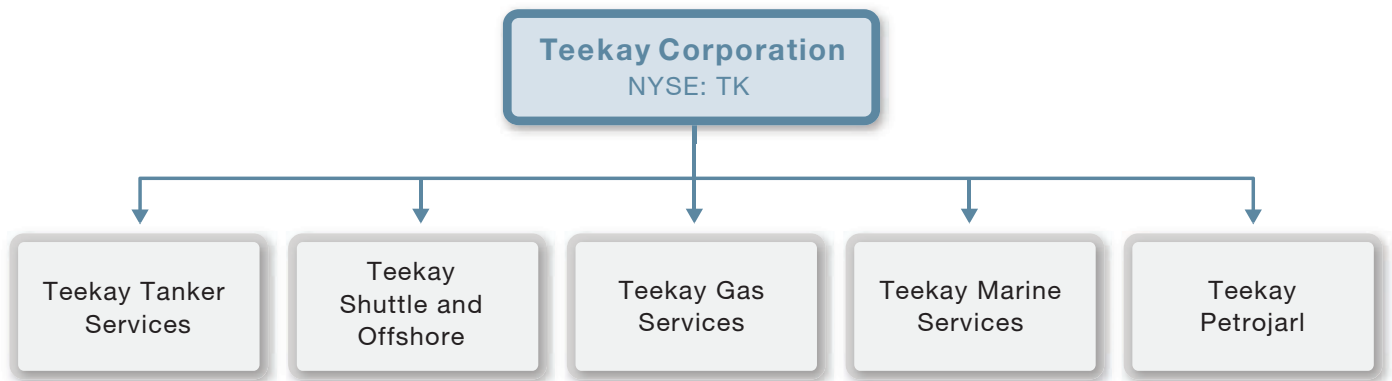 Teekay Corporation
NYSE: TK
Teekay Tanker
Services
Teekay
Shuttle and
Offshore
Teekay Gas
Services
Teekay Marine
Services
Teekay
Petrojarl